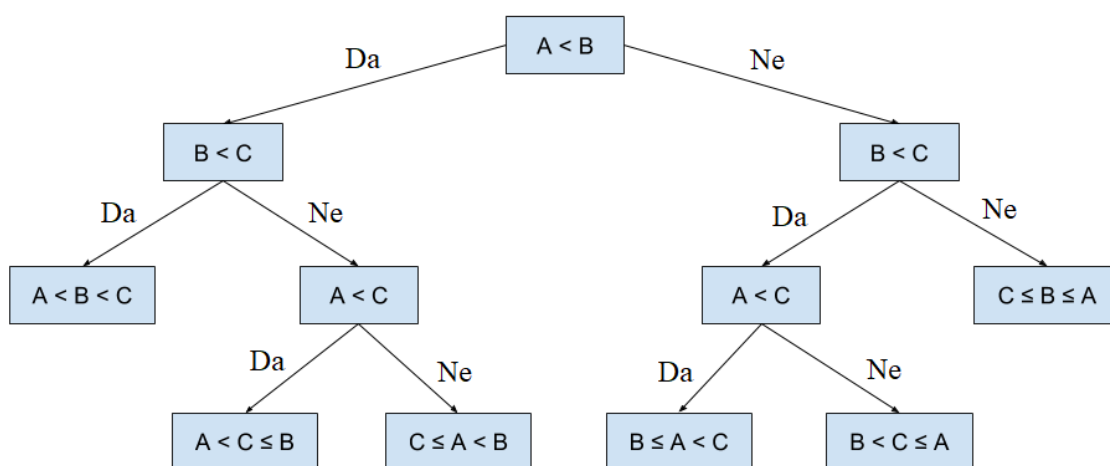 A < B
Da
Ne
B < C
B < C
Da
Ne
Da
Ne
A < B < C
A < C
A < C
C ≤ B ≤ A
Da
Ne
Da
Ne
A < C ≤ B
C ≤ A < B
B ≤ A < C
B < C ≤ A